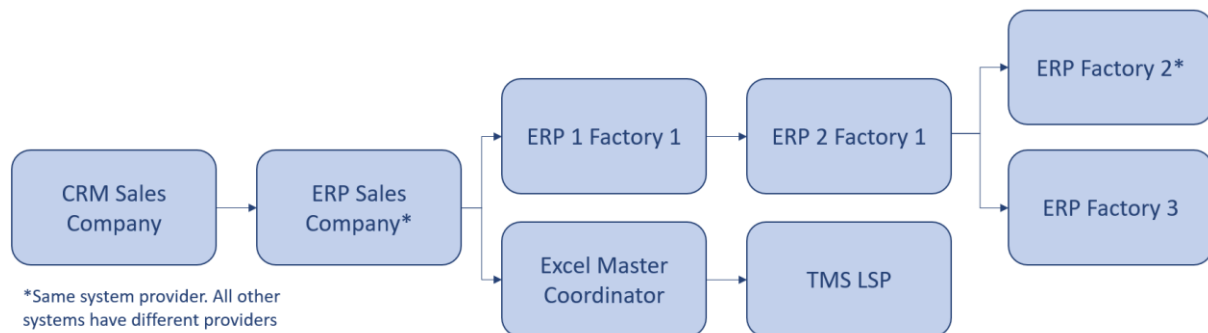 CRM Sales
Company
ERP Sales
Company*
ERP 1 Factory 1
ERP 2 Factory 1
ERP Factory 2*
ERP Factory 3
Excel Master
Coordinator
TMS LSP
*Same system provider. All other
systems have different providers